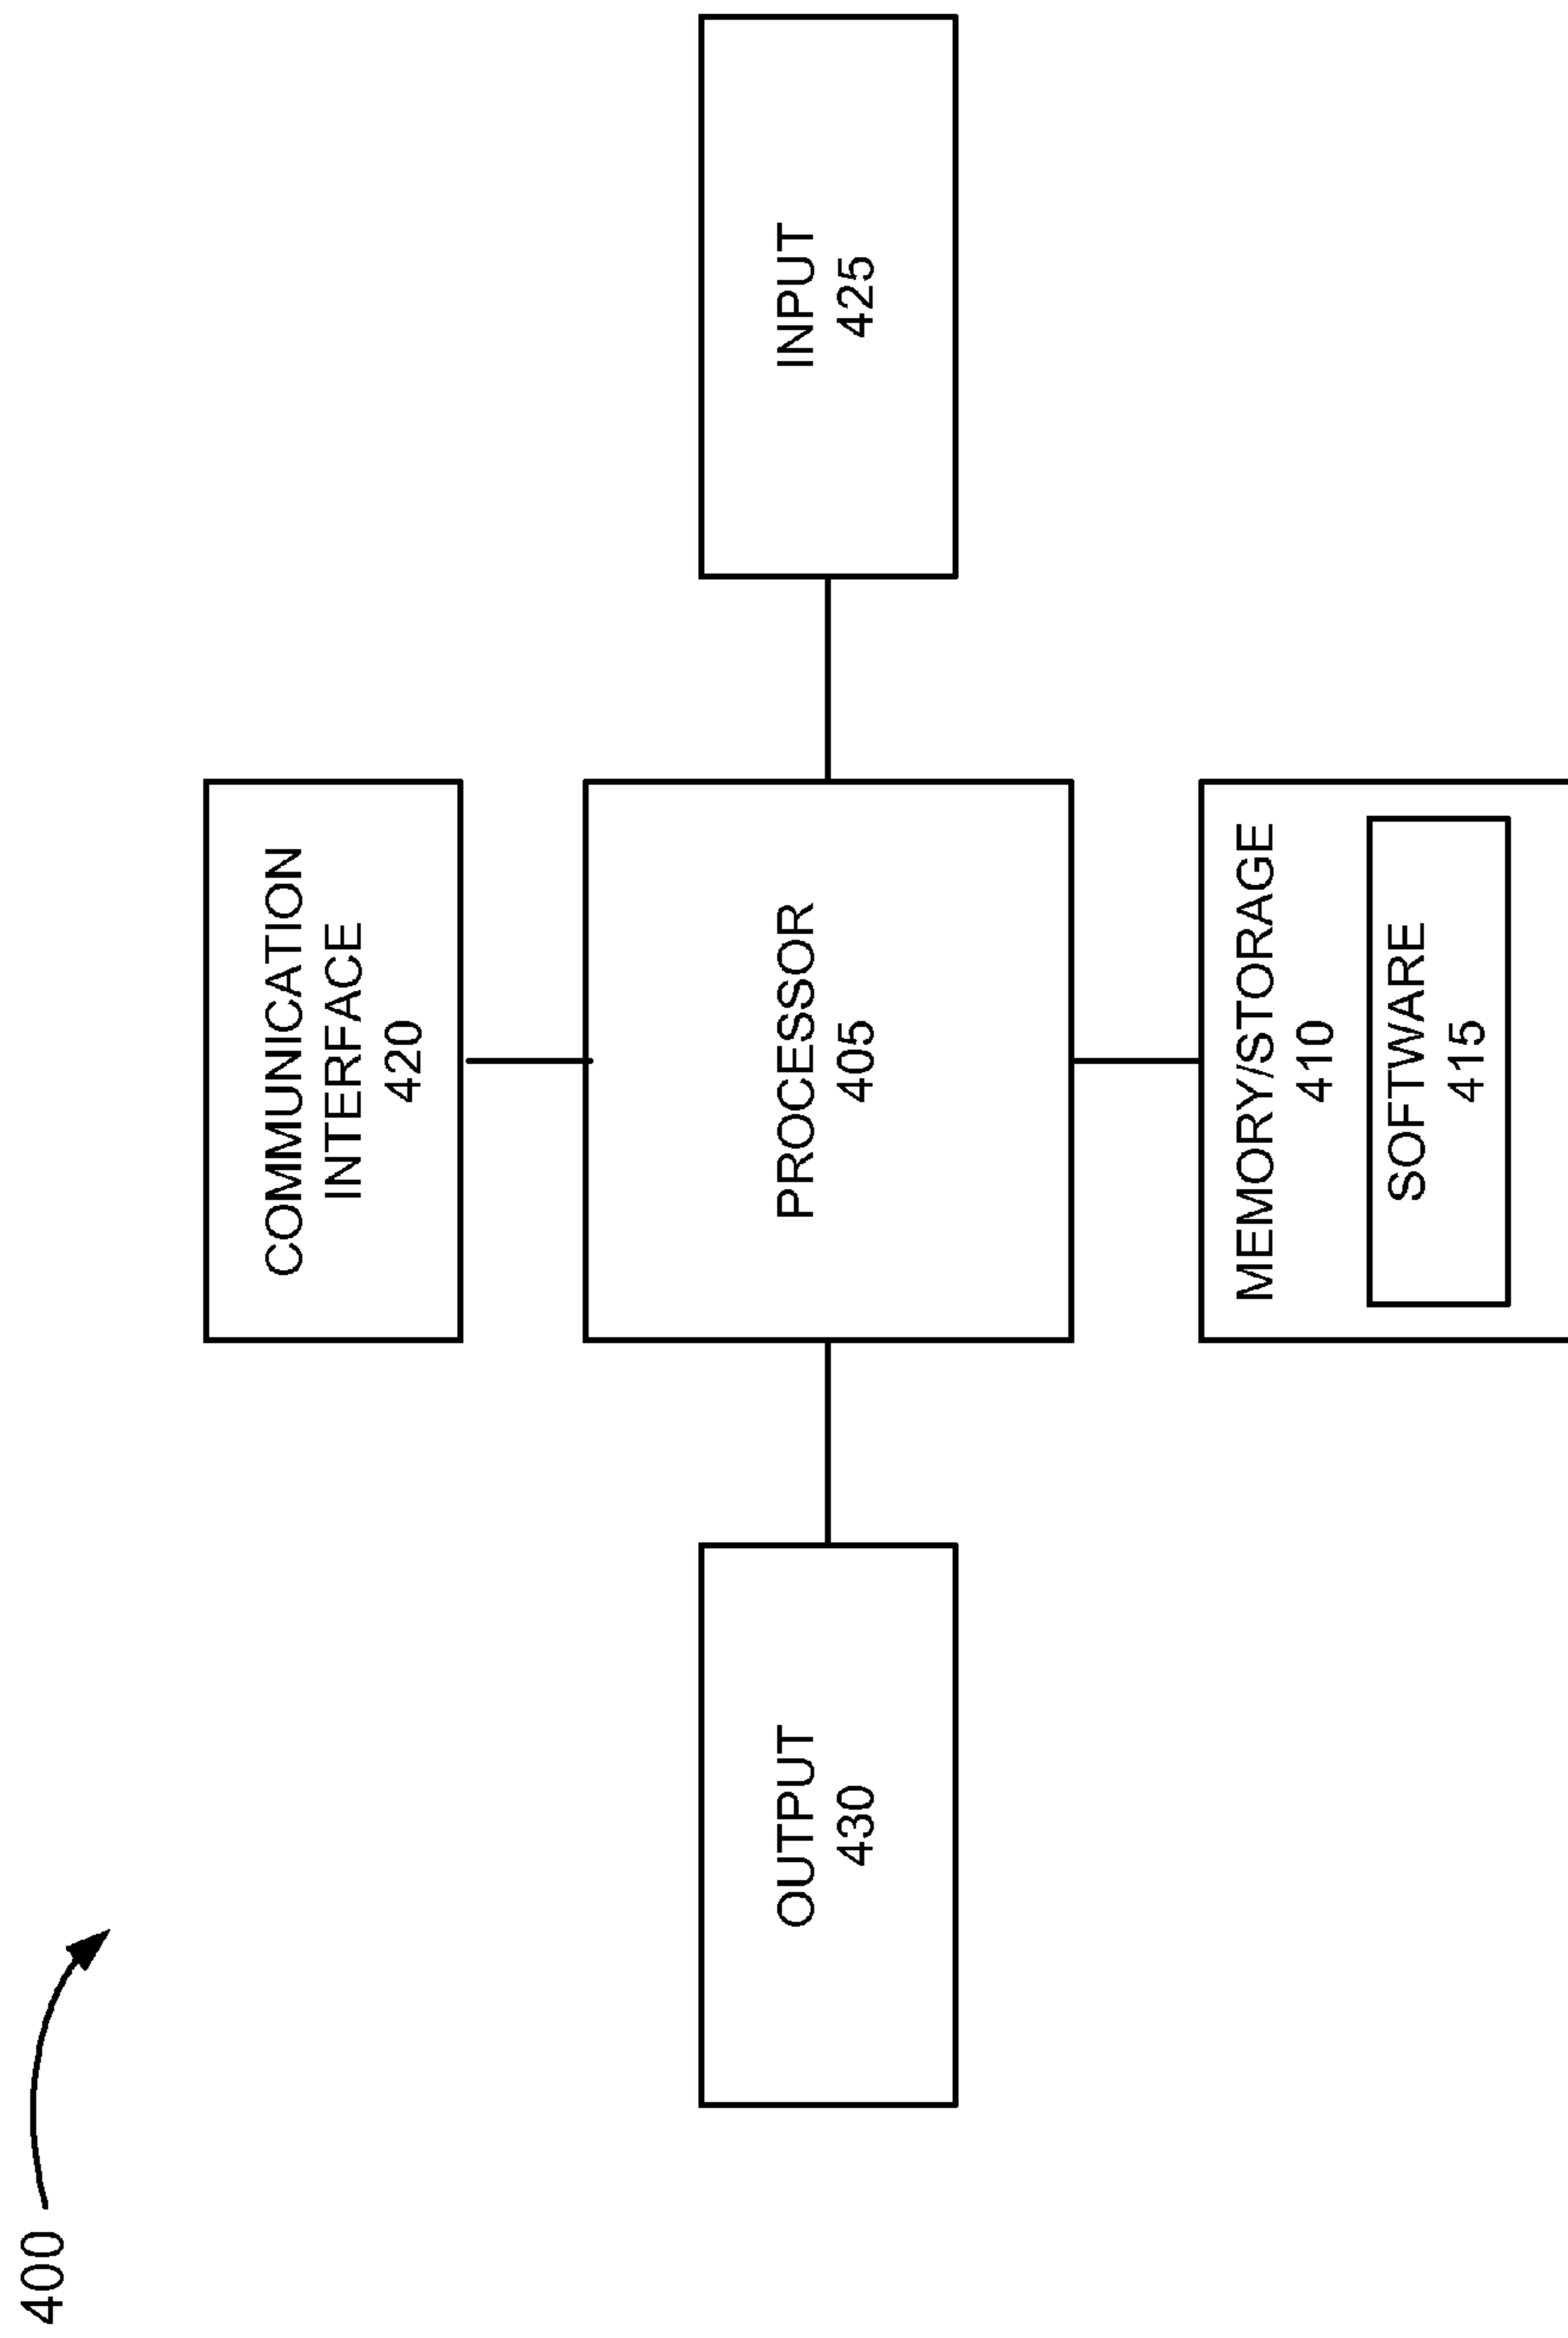 400
COMMUNICATION
INTERFACE
420
OUTPUT
430
PROCESSOR
405
INPUT
425
MEMORY/STORAGE
410
SOFTWARE
415